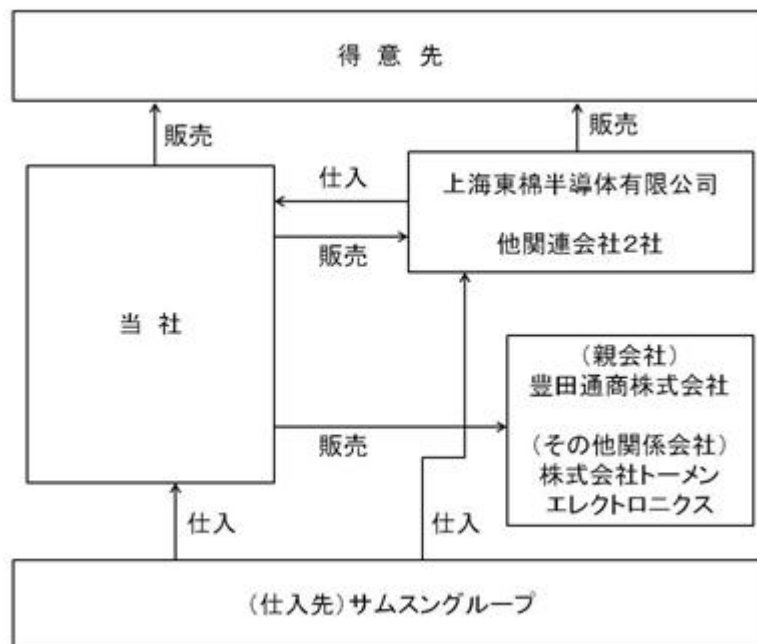 得 意 先
販売
販売
上海東棉半導体有限公司
他関連会社2社
仕入
販売
当 社
(親会社)
豊田通商株式会社
(その他関係会社)
株式会社トーメン
エレクトロニクス
販売
仕入
仕入
(仕入先)サムスングループ